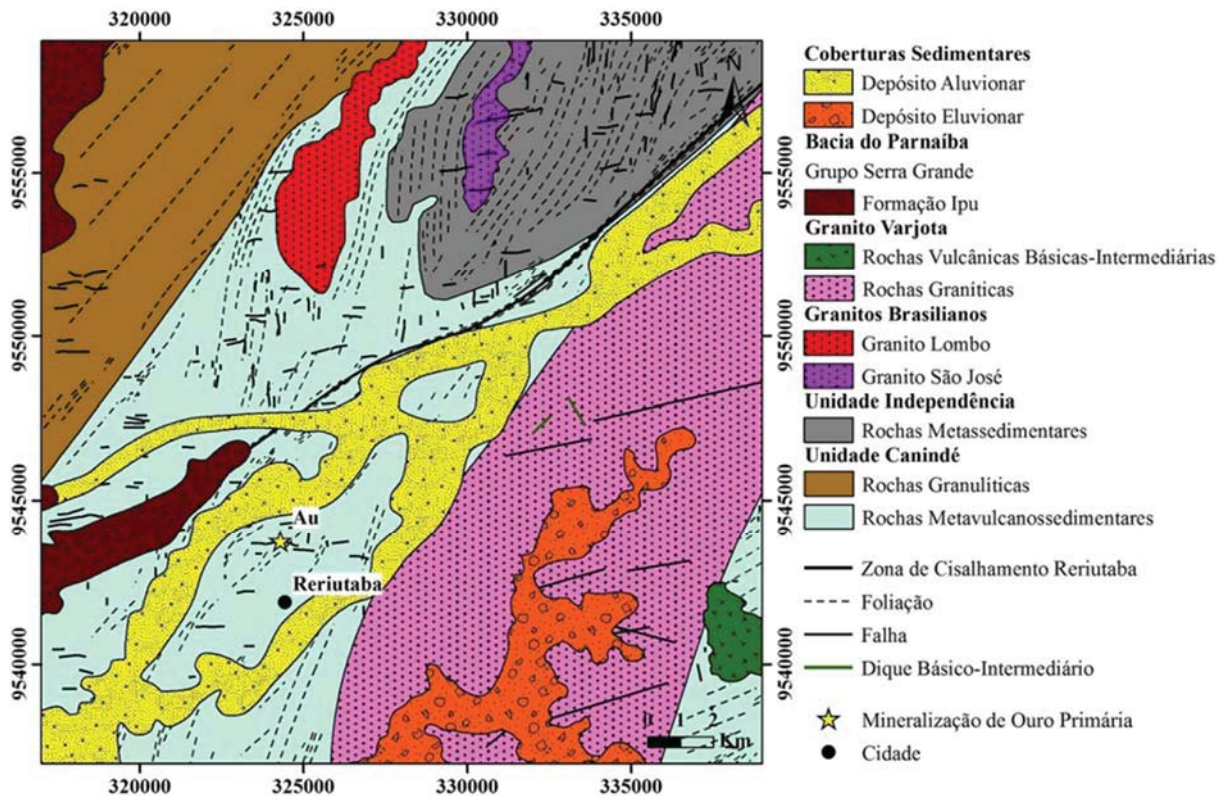 320000 325000 330000 335000
9555000
9550000
9545000
9540000
Au
Reriutaba
0 1 2
Km
9555000
9550000
9545000
9540000
320000 325000 330000 335000
Coberturas Sedimentares
Depósito Aluvionar
Depósito Eluvionar
Bacia do Parnaíba
Grupo Serra Grande
Formação Ipu
Granito Varjota
Rochas Vulcânicas Básicas-Intermediárias
Rochas Graníticas
Granitos Brasilianos
Granito Lombo
Granito São José
Unidade Independência
Rochas Metassedimentares
Unidade Canindé
Rochas Granulíticas
Rochas Metavulcanossedimentares
Zona de Cisalhamento Reriutaba
Foliação
Falha
Dique Básico-Intermediário
Mineralização de Ouro Primária
Cidade